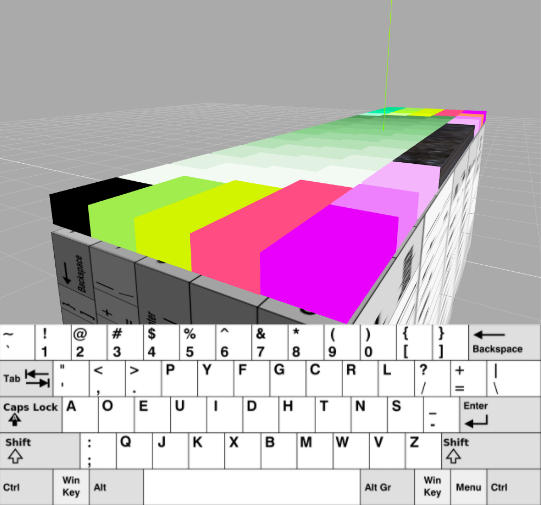 Backspace
~ ! @ # $ % ^ & * ( ) { }
` 1 2 3 4 5 6 7 8 9 0 [ ] Backspace
Tab " < > P Y F G C R L ? + |
' , . / = \
Caps Lock A O E U I D H T N S _ Enter
-
Shift : Q J K X B M W V Z Shift
;
Ctrl Win Key Alt Alt Gr Win Key Menu Ctrl